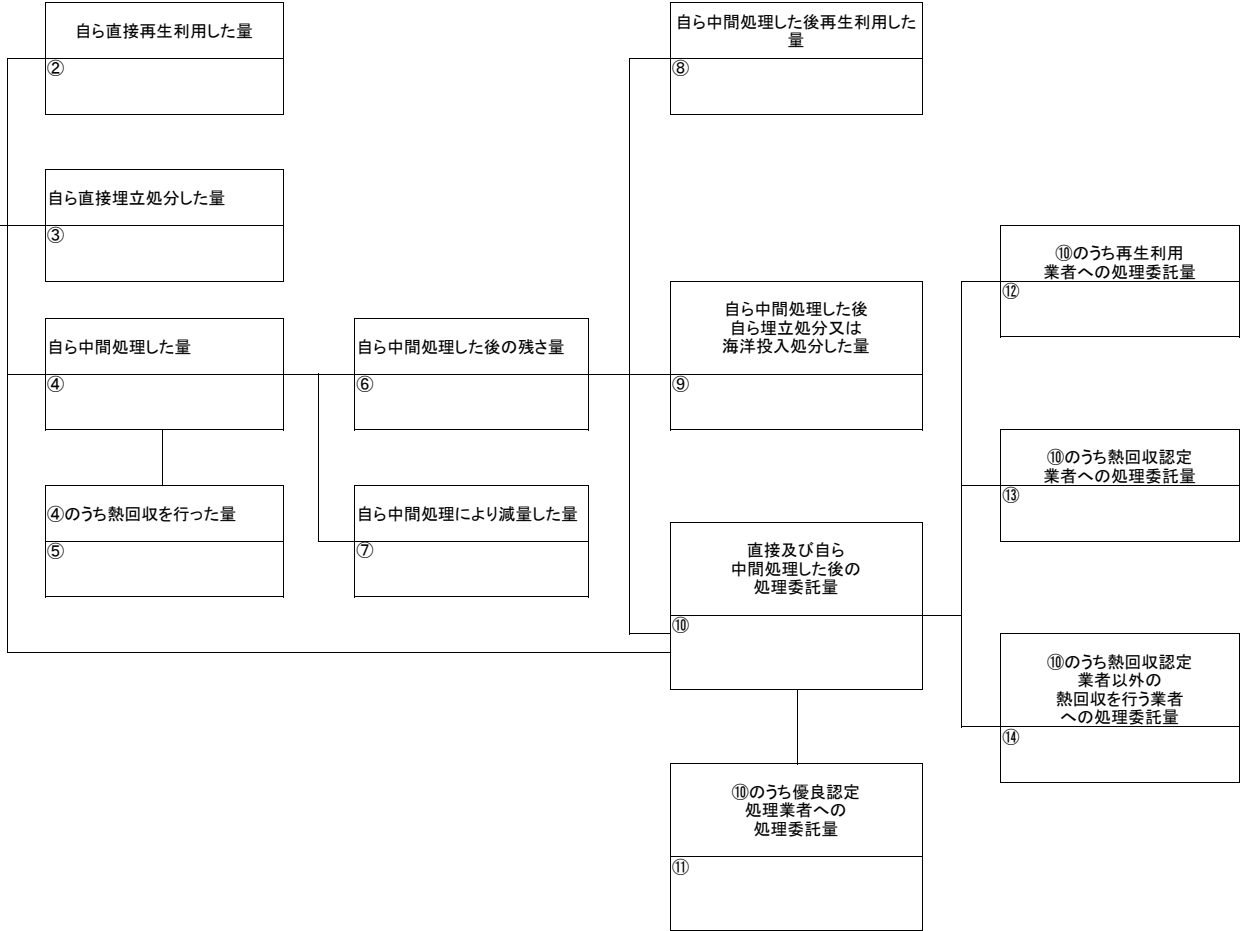 自ら直接再生利用した量
②
自ら直接埋立処分した量
③
自ら中間処理した量
④
④のうち熱回収を行った量
⑤
自ら中間処理した後の残さ量
⑥
自ら中間処理により減量した量
⑦
自ら中間処理した後再生利用した
量
⑧
自ら中間処理した後
自ら埋立処分又は
海洋投入処分した量
⑨
直接及び自ら
中間処理した後の
処理委託量
⑩
⑩のうち優良認定
処理業者への
処理委託量
⑪
⑩のうち再生利用
業者への処理委託量
⑫
⑩のうち熱回収認定
業者への処理委託量
⑬
⑩のうち熱回収認定
業者以外の
熱回収を行う業者
への処理委託量
⑭